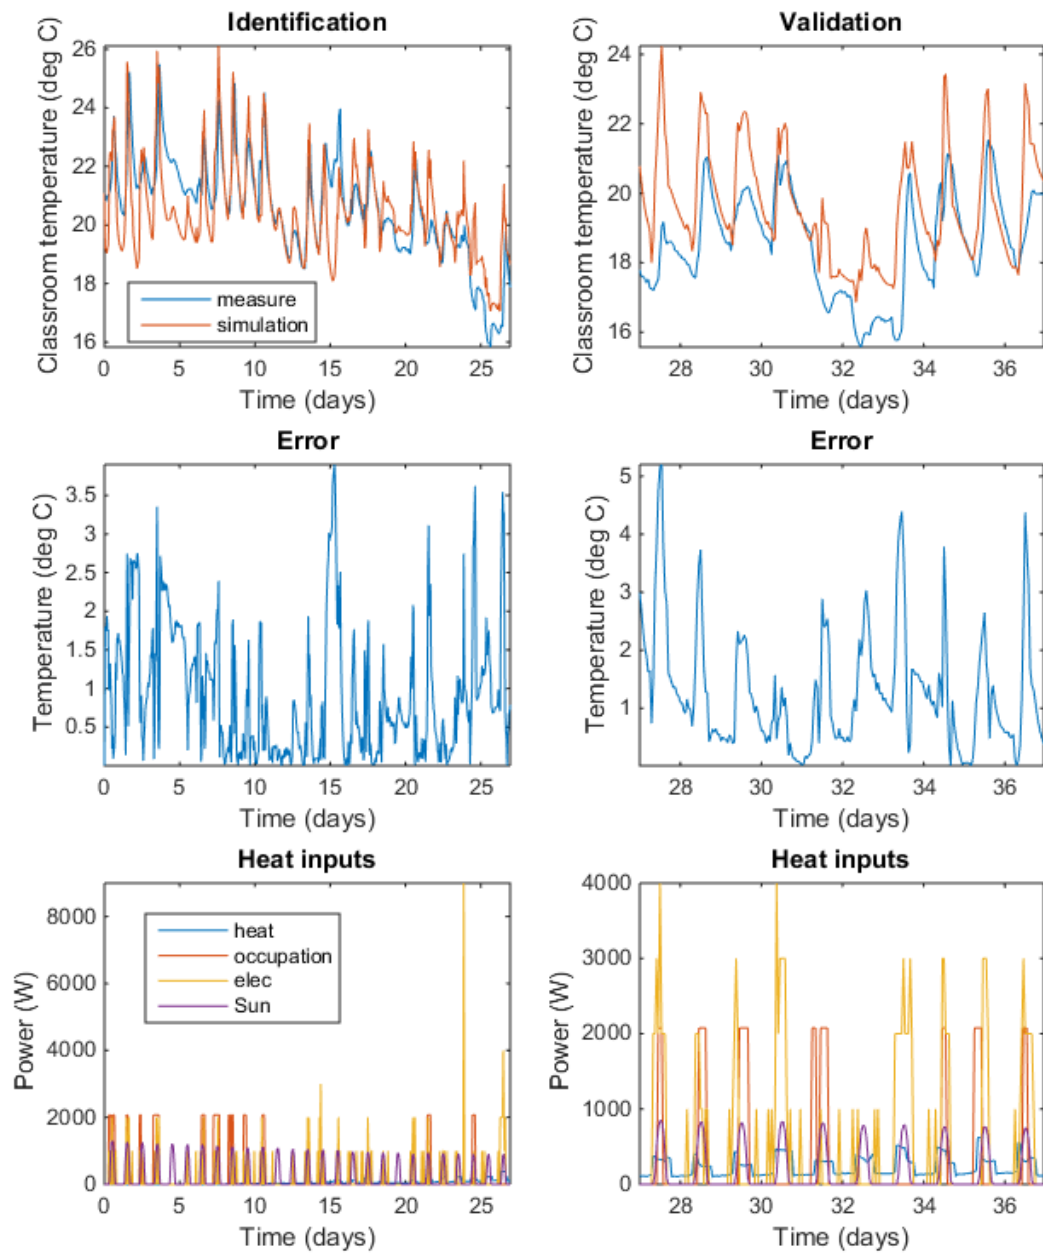 Identification
Classroom temperature (deg C)
26
24
22
20
18
16
measure
simulation
0 5 10 15 20 25
Time (days)
Validation
Classroom temperature (deg C)
24
22
20
18
16
28 30 32 34 36
Time (days)
Error
Temperature (deg C)
3.5
3
2.5
2
1.5
1
0.5
0 5 10 15 20 25
Time (days)
Error
Temperature (deg C)
5
4
3
2
1
28 30 32 34 36
Time (days)
Heat inputs
Power (W)
8000
6000
4000
2000
0
heat
occupation
elec
Sun
0 5 10 15 20 25
Time (days)
Heat inputs
Power (W)
4000
3000
2000
1000
0
28 30 32 34 36
Time (days)